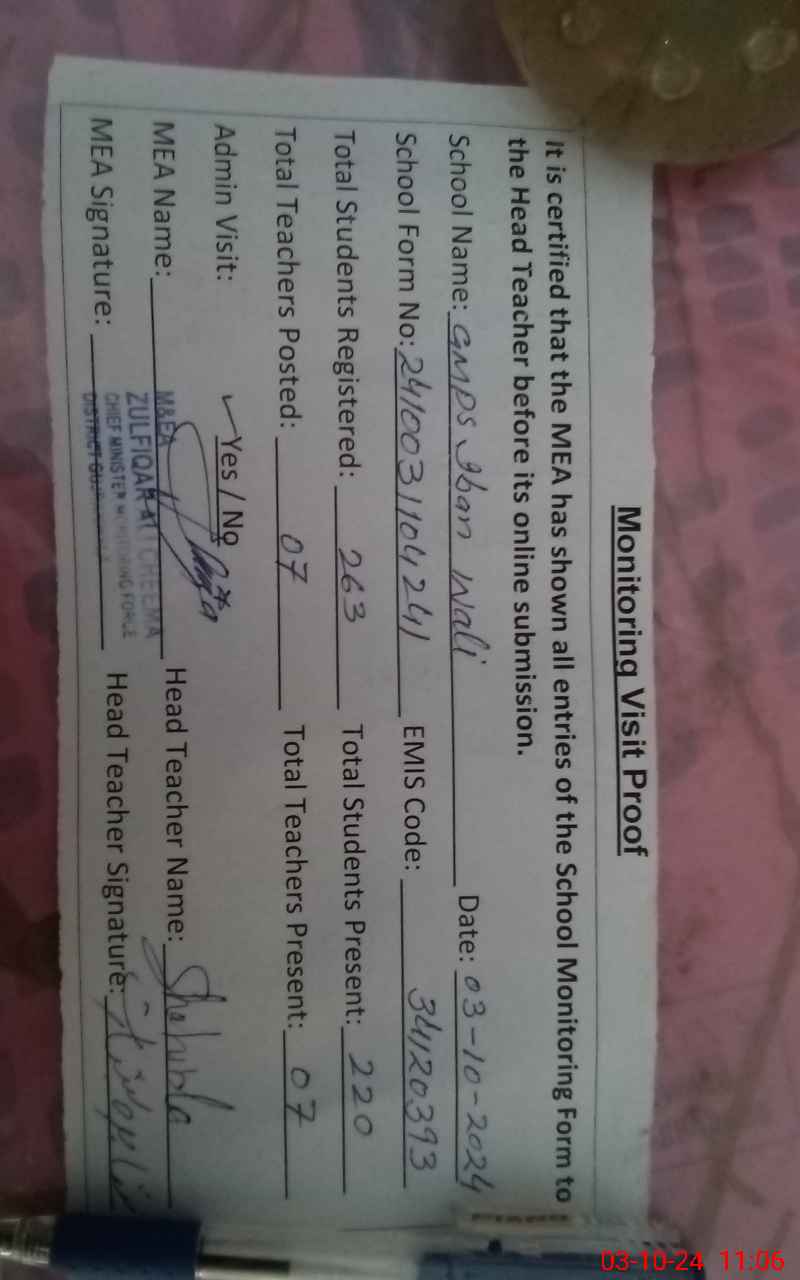 Monitoring Visit Proof
It is certified that the MEA has shown all entries of the School Monitoring Form to
the Head Teacher before its online submission.
School Name: GMPS Iban Wali Date: 03-10-2024
School Form No: 2410031104241 EMIS Code: 34120393
Total Students Registered: 263 Total Students Present: 220
Total Teachers Posted: 07 Total Teachers Present: 07
Admin Visit: ✓ Yes / No
MEA Name: M&EA Head Teacher Name:
ZULFIQAR ALI CHEEMA
CHIEF MINISTER MONITORING FORCE
MEA Signature: Head Teacher Signature:
03-10-24 11:06